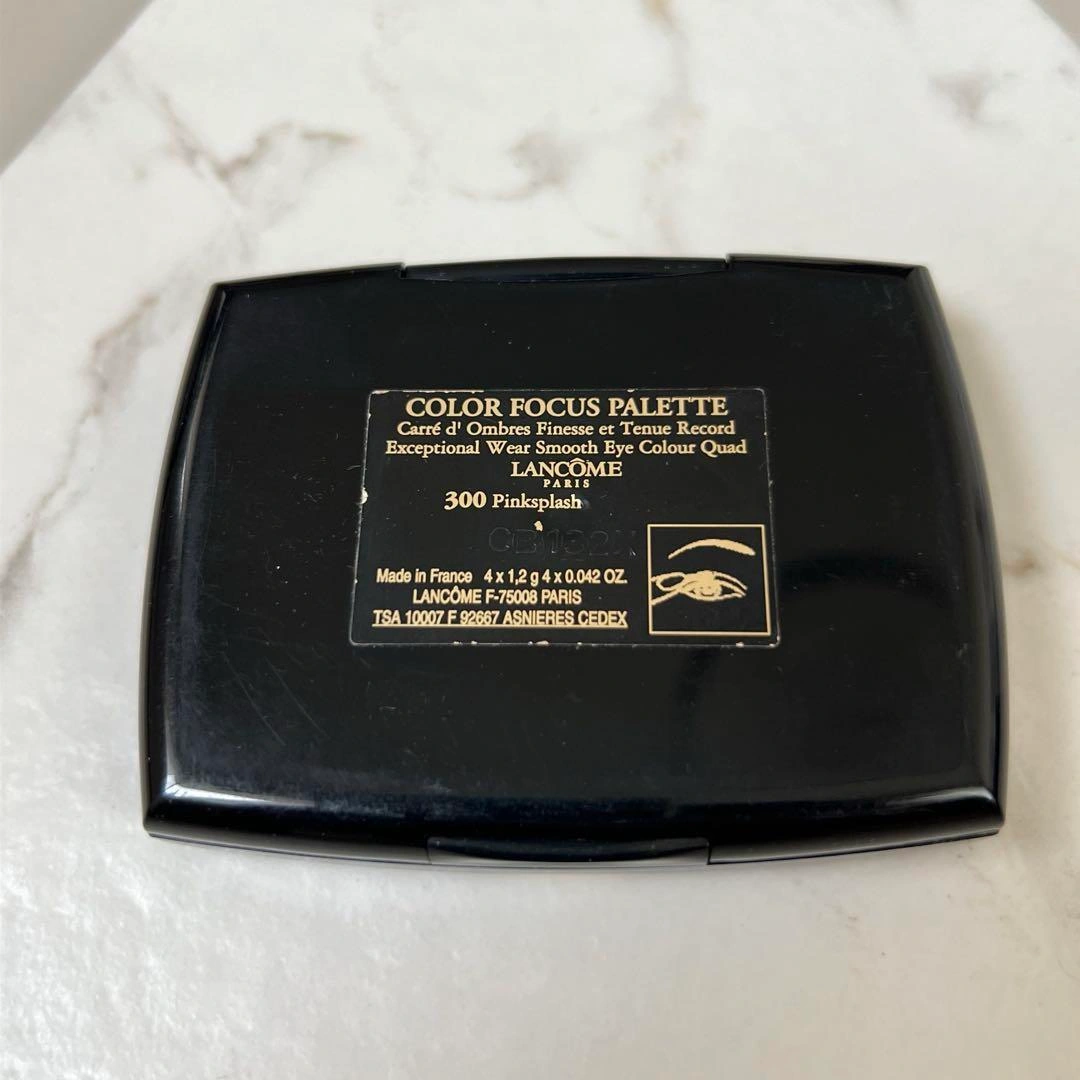 COLOR FOCUS PALETTE
Carré d' Ombres Finesse et Tenue Record
Exceptional Wear Smooth Eye Colour Quad
LANCÔME
PARIS
300 Pinksplash
Made in France 4 x 1,2 g 4 x 0.042 OZ.
LANCÔME F-75008 PARIS
TSA 10007 F 92667 ASNIERES CEDEX